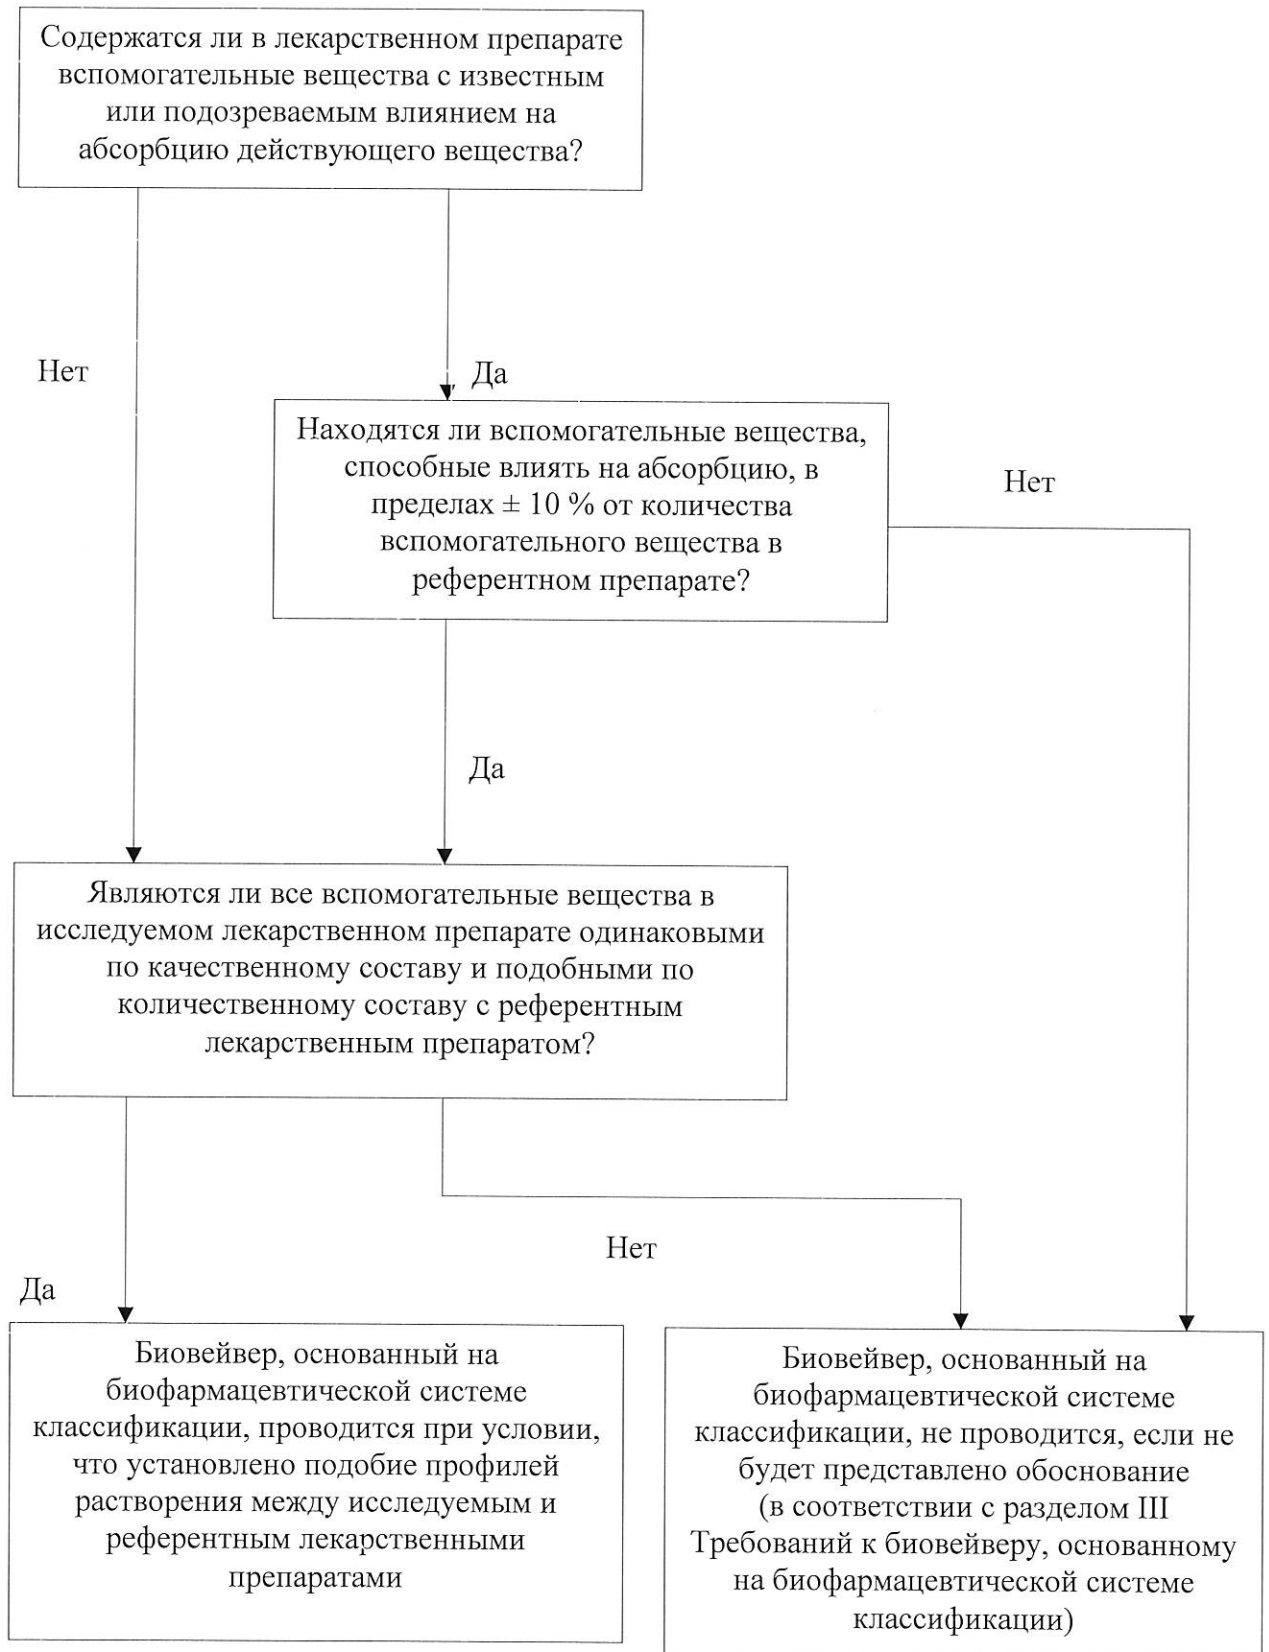 Содержатся ли в лекарственном препарате
вспомогательные вещества с известным
или подозреваемым влиянием на
абсорбцию действующего вещества?
Нет
Да
Находятся ли вспомогательные вещества,
способные влиять на абсорбцию, в
пределах ± 10 % от количества
вспомогательного вещества в
референтном препарате?
Нет
Да
Являются ли все вспомогательные вещества в
исследуемом лекарственном препарате одинаковыми
по качественному составу и подобными по
количественному составу с референтным
лекарственным препаратом?
Нет
Да
Биовейвер, основанный на
биофармацевтической системе
классификации, проводится при условии,
что установлено подобие профилей
растворения между исследуемым и
референтным лекарственными
препаратами
Биовейвер, основанный на
биофармацевтической системе
классификации, не проводится, если не
будет представлено обоснование
(в соответствии с разделом III
Требований к биовейверу, основанному
на биофармацевтической системе
классификации)